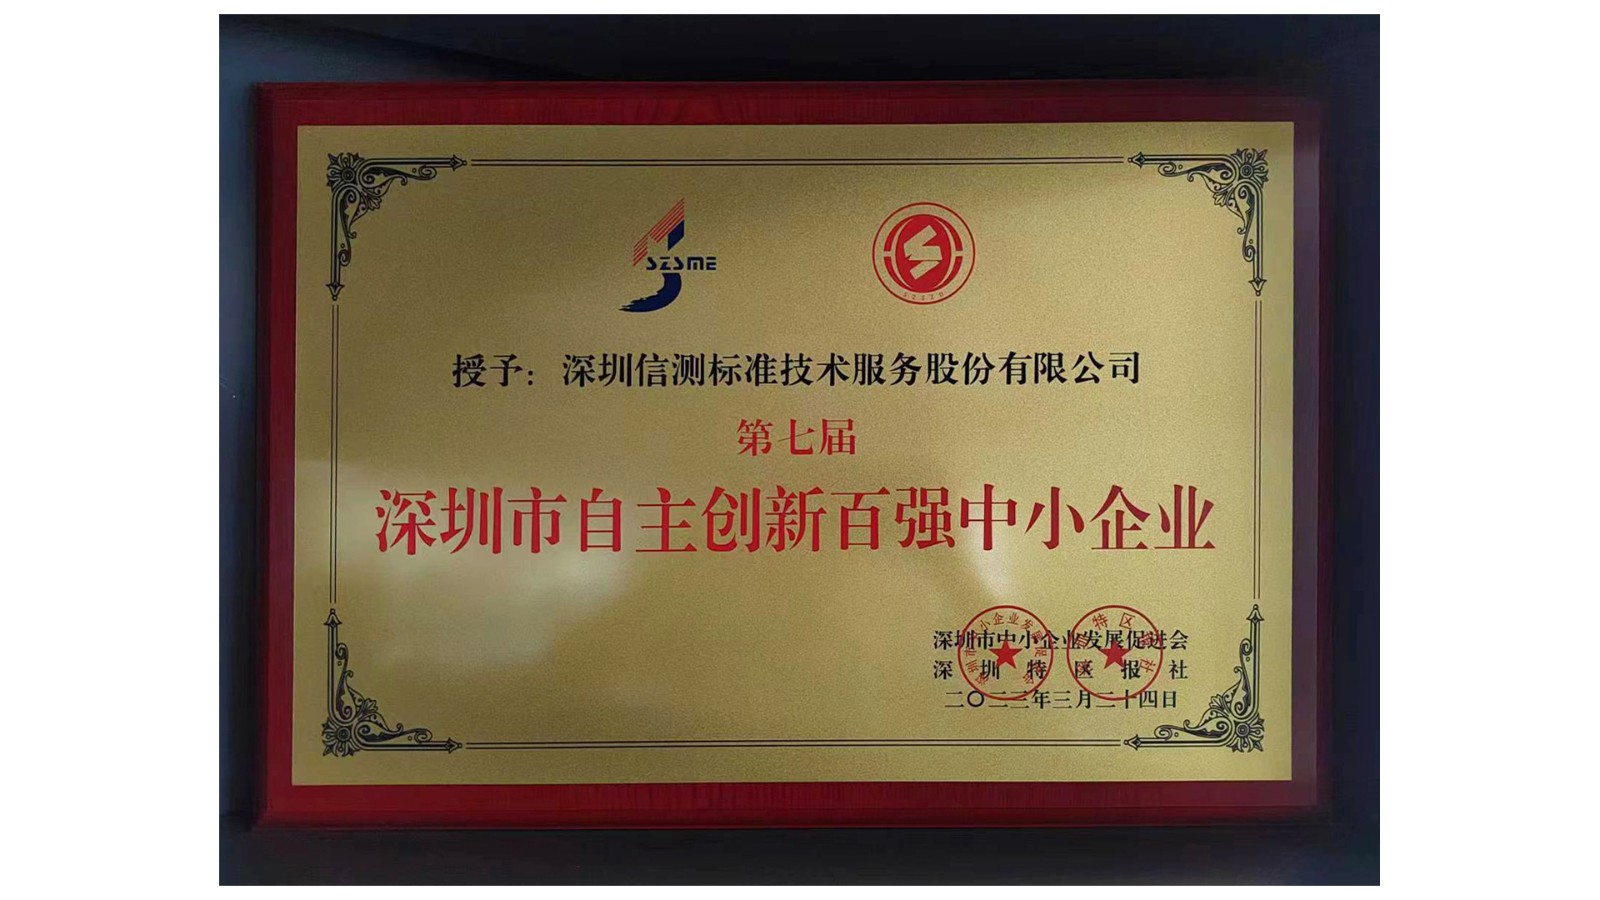 SZSME
授予：深圳信测标准技术服务股份有限公司
第七届
深圳市自主创新百强中小企业
深圳市中小企业发展促进会
深圳特区报社
二〇二三年三月二十四日